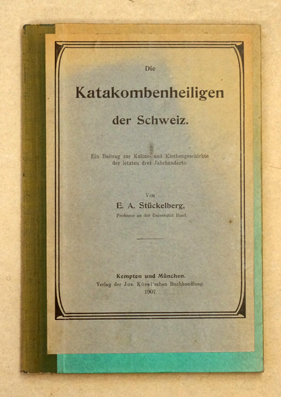 Die
Katakombenheiligen
der Schweiz.
Ein Beitrag zur Kultur- und Kirchengeschichte
der letzten drei Jahrhunderte
Von
E. A. Stückelberg,
Professor an der Universität Basel.
Kempten und München.
Verlag der Jos. Kösel'schen Buchhandlung
1907.